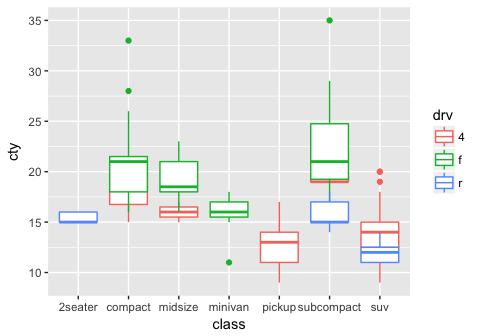 35
30
25
20
15
10
cty
2seater compact midsize minivan pickup subcompact suv
class
drv
4
f
r